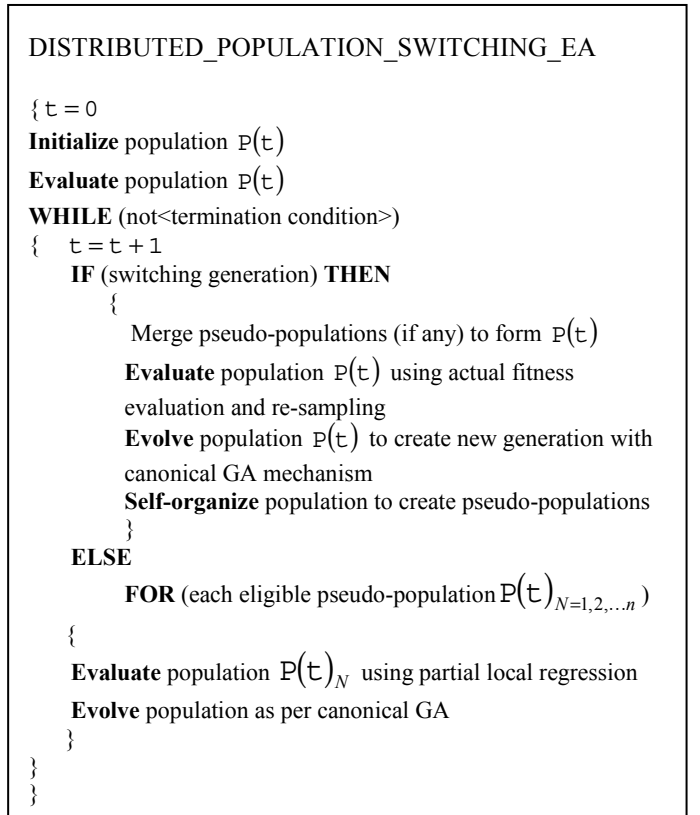 DISTRIBUTED_POPULATION_SWITCHING_EA
{ t = 0
Initialize population P(t)
Evaluate population P(t)
WHILE (not<termination condition>)
{ t = t + 1
IF (switching generation) THEN
{
Merge pseudo-populations (if any) to form P(t)
Evaluate population P(t) using actual fitness
evaluation and re-sampling
Evolve population P(t) to create new generation with
canonical GA mechanism
Self-organize population to create pseudo-populations
}
ELSE
FOR (each eligible pseudo-population P(t)N=1,2,…n )
{
Evaluate population P(t)N using partial local regression
Evolve population as per canonical GA
}
}
}